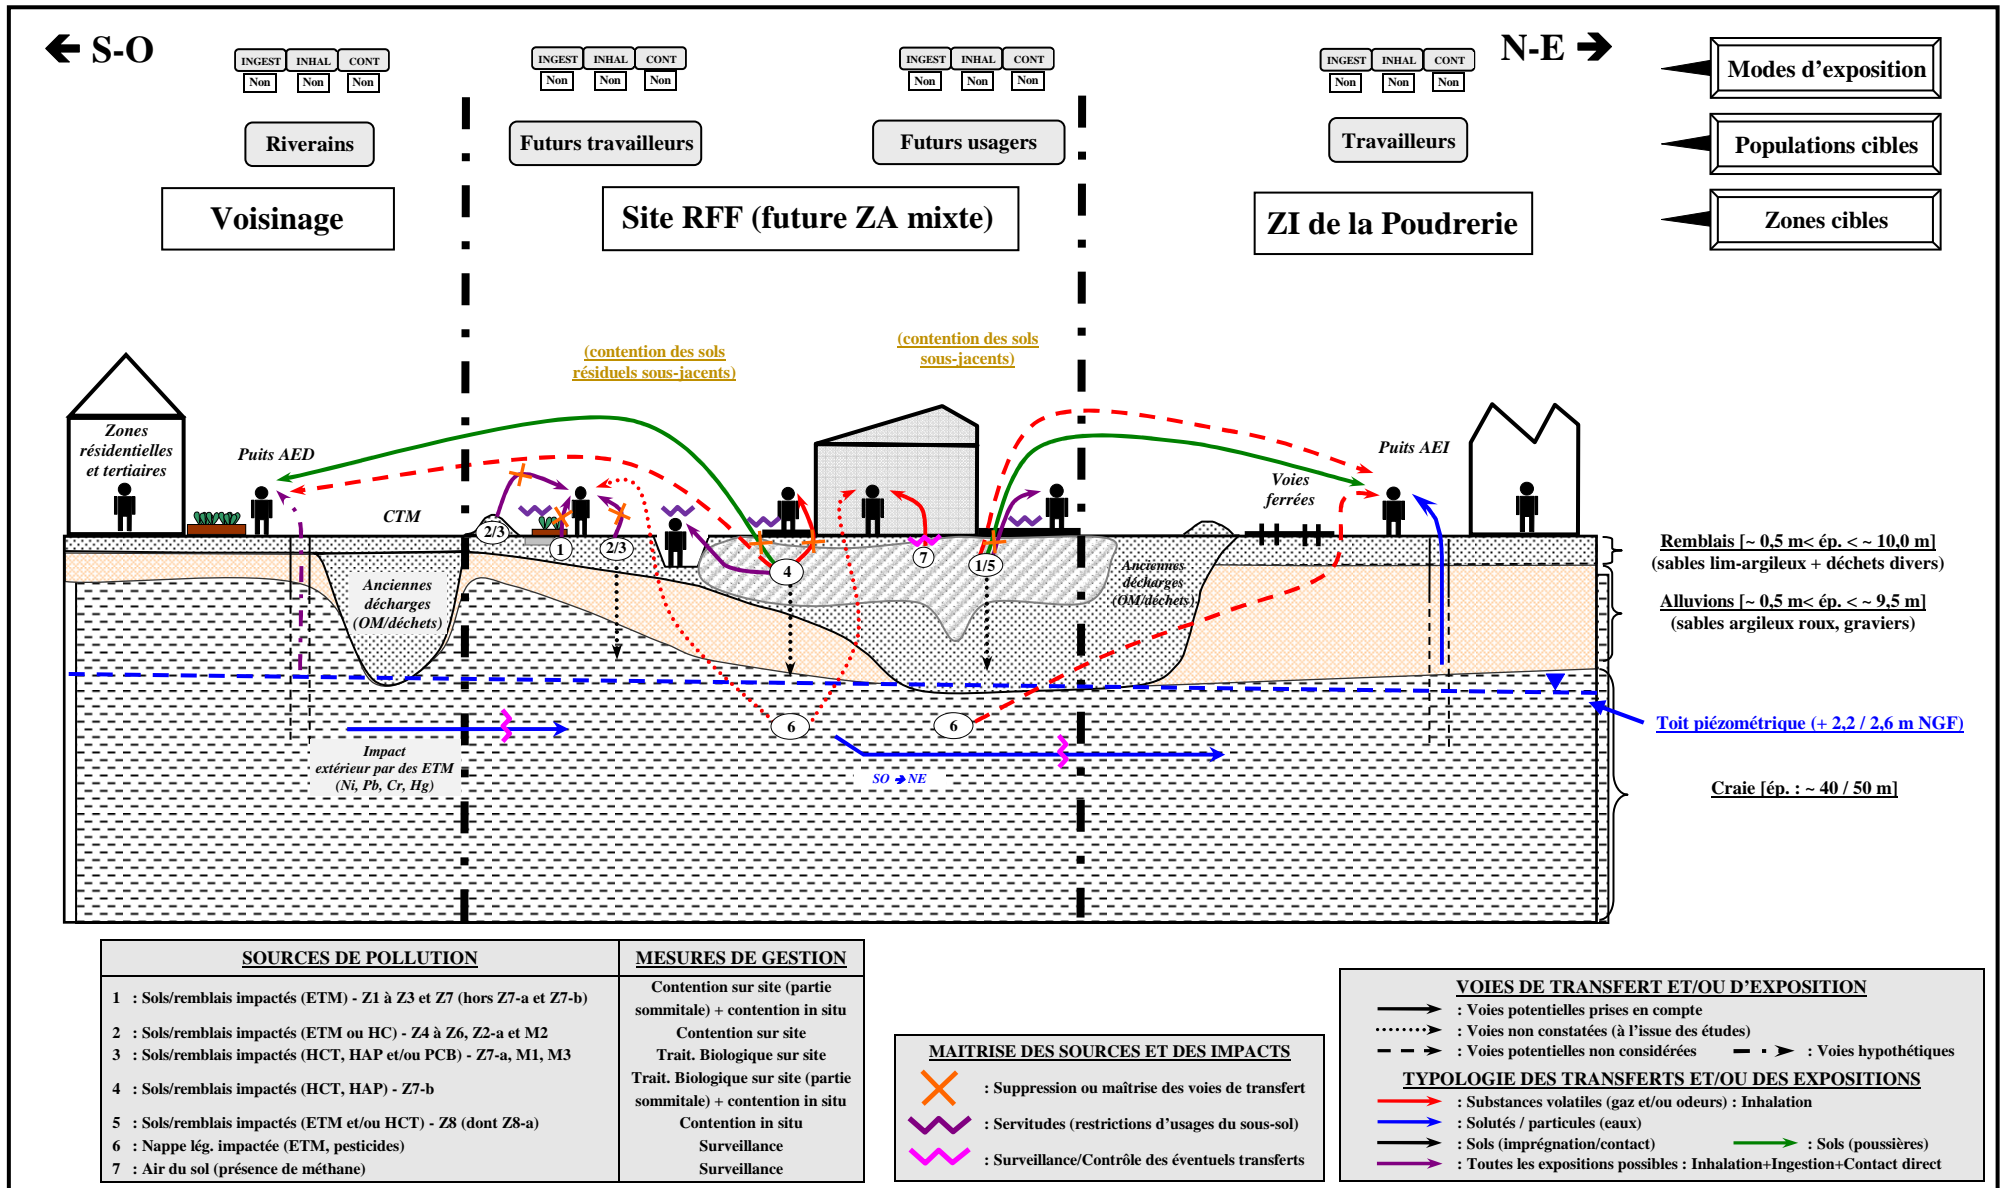 ← S-O
N-E →
INGEST INHAL CONT
Non Non Non
INGEST INHAL CONT
Non Non Non
INGEST INHAL CONT
Non Non Non
INGEST INHAL CONT
Non Non Non
Modes d'exposition
Riverains
Futurs travailleurs
Futurs usagers
Travailleurs
Populations cibles
Voisinage
Site RFF (future ZA mixte)
ZI de la Poudrerie
Zones cibles
(contention des sols
résiduels sous-jacents)
(contention des sols
sous-jacents)
Zones
résidentielles
et tertiaires
Puits AED
CTM
Puits AEI
Voies
ferrées
2/3
1
2/3
4
7
1/5
6
6
Anciennes
décharges
(OM/déchets)
Anciennes
décharges
(OM/déchets)
Impact
extérieur par des ETM
(Ni, Pb, Cr, Hg)
SO → NE
Remblais [~ 0,5 m< ép. < ~ 10,0 m]
(sables lim-argileux + déchets divers)
Alluvions [~ 0,5 m< ép. < ~ 9,5 m]
(sables argileux roux, graviers)
Toit piézométrique (+ 2,2 / 2,6 m NGF)
Craie [ép. : ~ 40 / 50 m]
SOURCES DE POLLUTION
MESURES DE GESTION
1 : Sols/remblais impactés (ETM) - Z1 à Z3 et Z7 (hors Z7-a et Z7-b)
Contention sur site (partie
sommitale) + contention in situ
2 : Sols/remblais impactés (ETM ou HC) - Z4 à Z6, Z2-a et M2
Contention sur site
3 : Sols/remblais impactés (HCT, HAP et/ou PCB) - Z7-a, M1, M3
Trait. Biologique sur site
4 : Sols/remblais impactés (HCT, HAP) - Z7-b
Trait. Biologique sur site (partie
sommitale) + contention in situ
5 : Sols/remblais impactés (ETM et/ou HCT) - Z8 (dont Z8-a)
Contention in situ
6 : Nappe lég. impactée (ETM, pesticides)
Surveillance
7 : Air du sol (présence de méthane)
Surveillance
MAITRISE DES SOURCES ET DES IMPACTS
: Suppression ou maîtrise des voies de transfert
: Servitudes (restrictions d'usages du sous-sol)
: Surveillance/Contrôle des éventuels transferts
VOIES DE TRANSFERT ET/OU D'EXPOSITION
: Voies potentielles prises en compte
: Voies non constatées (à l'issue des études)
: Voies potentielles non considérées
: Voies hypothétiques
TYPOLOGIE DES TRANSFERTS ET/OU DES EXPOSITIONS
: Substances volatiles (gaz et/ou odeurs) : Inhalation
: Solutés / particules (eaux)
: Sols (imprégnation/contact)
: Sols (poussières)
: Toutes les expositions possibles : Inhalation+Ingestion+Contact direct